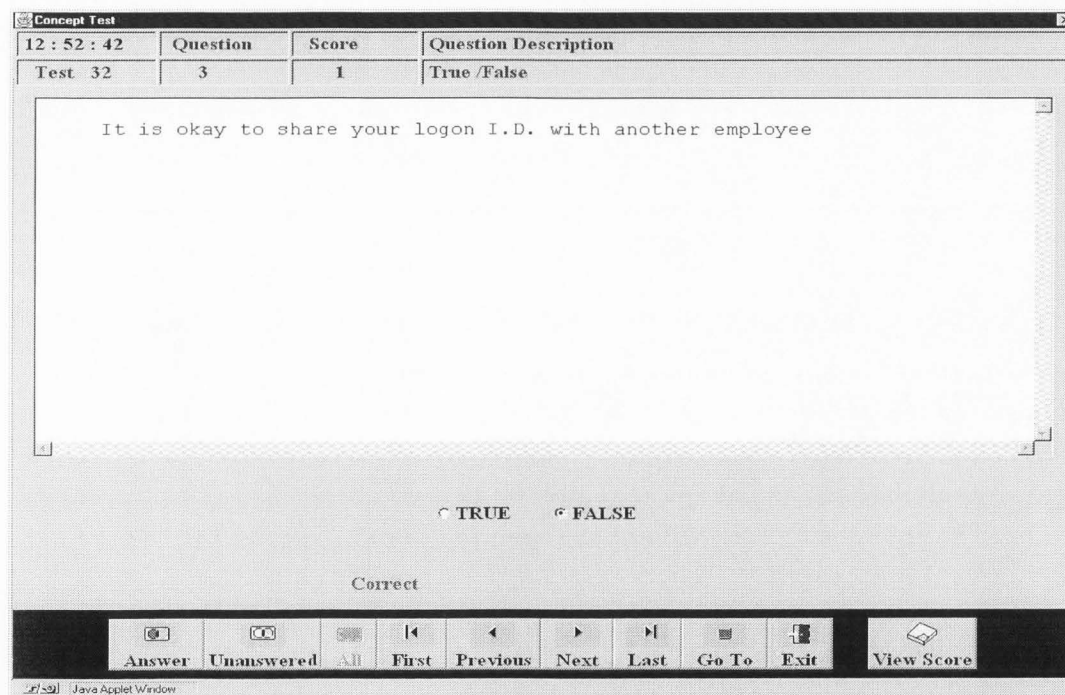 Concept Test
12 : 52 : 42 Question Score Question Description
Test 32 3 1 True /False
It is okay to share your logon I.D. with another employee
TRUE FALSE
Correct
Answer Unanswered All First Previous Next Last Go To Exit View Score
Java Applet Window